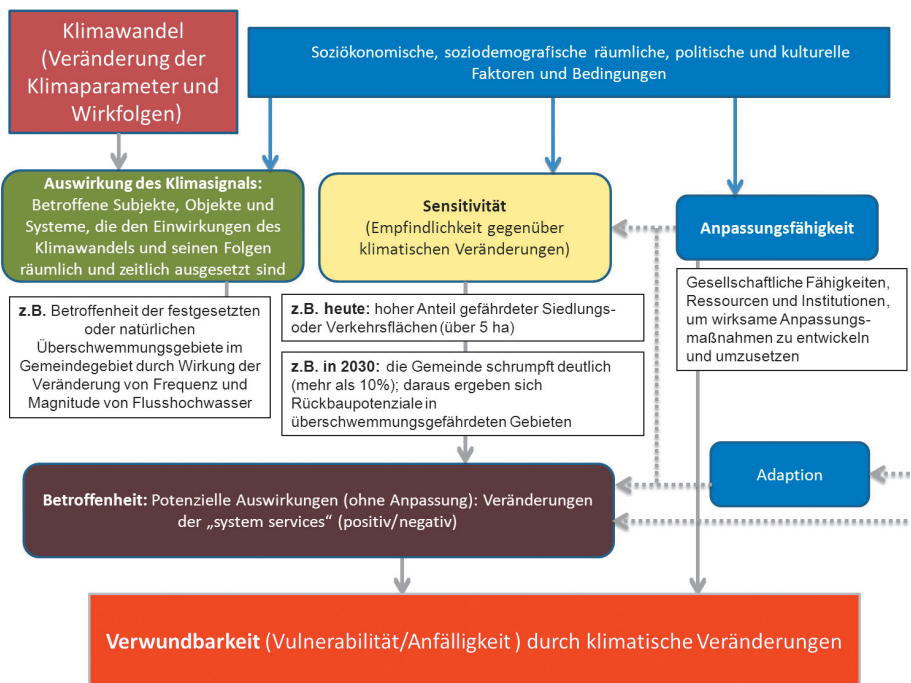 Klimawandel
(Veränderung der
Klimaparameter und
Wirkfolgen)
Soziökonomische, soziodemografische räumliche, politische und kulturelle
Faktoren und Bedingungen
Auswirkung des Klimasignals:
Betroffene Subjekte, Objekte und
Systeme, die den Einwirkungen des
Klimawandels und seinen Folgen
räumlich und zeitlich ausgesetzt sind
Sensitivität
(Empfindlichkeit gegenüber
klimatischen Veränderungen)
Anpassungsfähigkeit
z.B. Betroffenheit der festgesetzten
oder natürlichen
Überschwemmungsgebiete im
Gemeindegebiet durch Wirkung der
Veränderung von Frequenz und
Magnitude von Flusshochwasser
z.B. heute: hoher Anteil gefährdeter Siedlungs-
oder Verkehrsflächen (über 5 ha)
z.B. in 2030: die Gemeinde schrumpft deutlich
(mehr als 10%); daraus ergeben sich
Rückbaupotenziale in
überschwemmungsgefährdeten Gebieten
Gesellschaftliche Fähigkeiten,
Ressourcen und Institutionen,
um wirksame Anpassungs-
maßnahmen zu entwickeln
und umzusetzen
Adaption
Betroffenheit: Potenzielle Auswirkungen (ohne Anpassung): Veränderungen
der „system services“ (positiv/negativ)
Verwundbarkeit (Vulnerabilität/Anfälligkeit ) durch klimatische Veränderungen